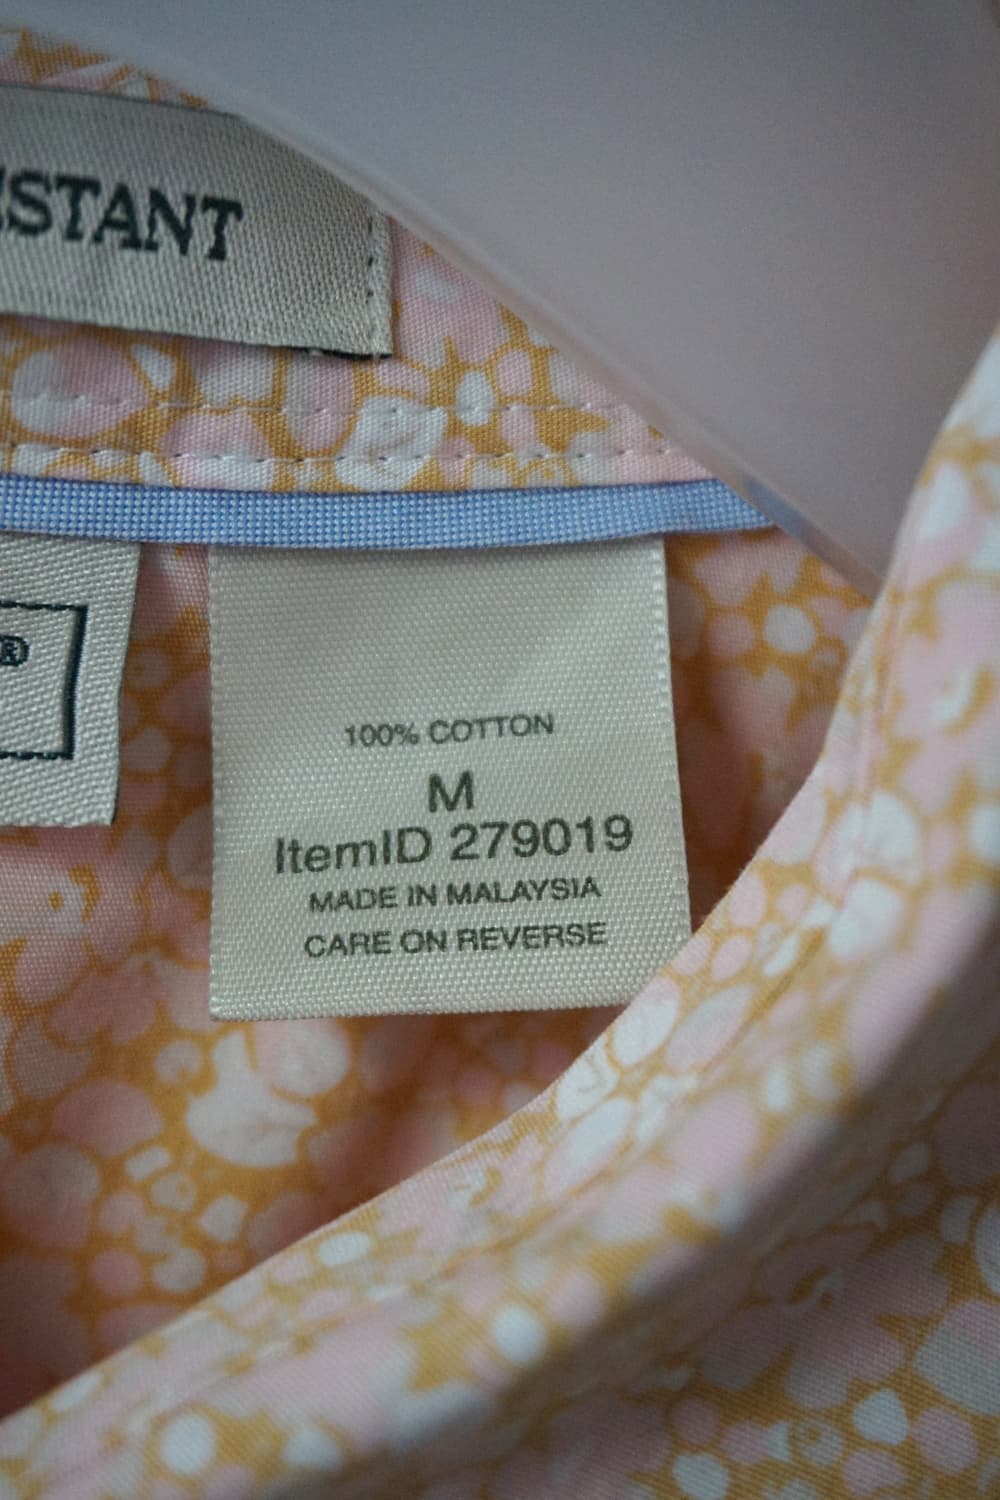 ISTANT
®
100% COTTON
M
ItemID 279019
MADE IN MALAYSIA
CARE ON REVERSE